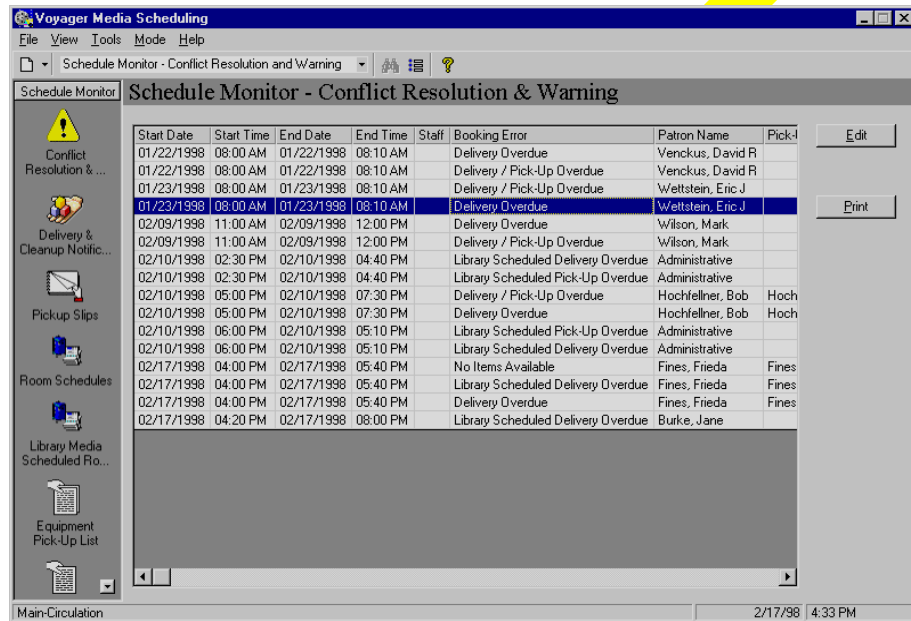 Voyager Media Scheduling
File View Tools Mode Help
Schedule Monitor - Conflict Resolution and Warning
Schedule Monitor
Schedule Monitor - Conflict Resolution & Warning
Conflict
Resolution & ...
Delivery &
Cleanup Notific...
Pickup Slips
Room Schedules
Library Media
Scheduled Ro...
Equipment
Pick-Up List
Start Date Start Time End Date End Time Staff Booking Error Patron Name Pick-
01/22/1998 08:00 AM 01/22/1998 08:10 AM Delivery Overdue Venckus, David R
01/22/1998 08:00 AM 01/22/1998 08:10 AM Delivery / Pick-Up Overdue Venckus, David R
01/23/1998 08:00 AM 01/23/1998 08:10 AM Delivery / Pick-Up Overdue Wettstein, Eric J
01/23/1998 08:00 AM 01/23/1998 08:10 AM Delivery Overdue Wettstein, Eric J
02/09/1998 11:00 AM 02/09/1998 12:00 PM Delivery Overdue Wilson, Mark
02/09/1998 11:00 AM 02/09/1998 12:00 PM Delivery / Pick-Up Overdue Wilson, Mark
02/10/1998 02:30 PM 02/10/1998 04:40 PM Library Scheduled Delivery Overdue Administrative
02/10/1998 02:30 PM 02/10/1998 04:40 PM Library Scheduled Pick-Up Overdue Administrative
02/10/1998 05:00 PM 02/10/1998 07:30 PM Delivery / Pick-Up Overdue Hochfellner, Bob Hoch
02/10/1998 05:00 PM 02/10/1998 07:30 PM Delivery Overdue Hochfellner, Bob Hoch
02/10/1998 06:00 PM 02/10/1998 05:10 PM Library Scheduled Pick-Up Overdue Administrative
02/10/1998 06:00 PM 02/10/1998 05:10 PM Library Scheduled Delivery Overdue Administrative
02/17/1998 04:00 PM 02/17/1998 05:40 PM No Items Available Fines, Frieda Fines
02/17/1998 04:00 PM 02/17/1998 05:40 PM Library Scheduled Delivery Overdue Fines, Frieda Fines
02/17/1998 04:00 PM 02/17/1998 05:40 PM Delivery Overdue Fines, Frieda Fines
02/17/1998 04:20 PM 02/17/1998 08:00 PM Library Scheduled Delivery Overdue Burke, Jane
Edit
Print
Main-Circulation 2/17/98 4:33 PM